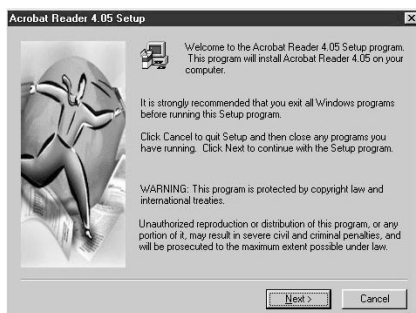 Acrobat Reader 4.05 Setup
Welcome to the Acrobat Reader 4.05 Setup program.
This program will install Acrobat Reader 4.05 on your
computer.
It is strongly recommended that you exit all Windows programs
before running this Setup program.
Click Cancel to quit Setup and then close any programs you
have running. Click Next to continue with the Setup program.
WARNING: This program is protected by copyright law and
international treaties.
Unauthorized reproduction or distribution of this program, or any
portion of it, may result in severe civil and criminal penalties, and
will be prosecuted to the maximum extent possible under law.
Next >
Cancel